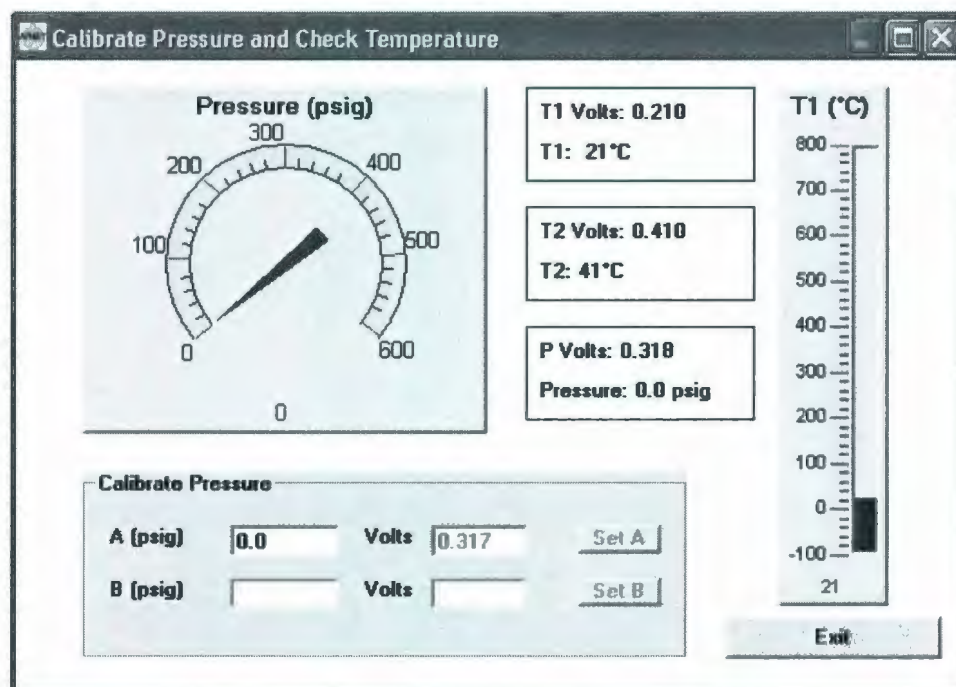 Calibrate Pressure and Check Temperature
Pressure (psig)
0
100
200
300
400
500
600
0
T1 Volts: 0.210
T1: 21°C
T2 Volts: 0.410
T2: 41°C
P Volts: 0.318
Pressure: 0.0 psig
T1 (°C)
800
700
600
500
400
300
200
100
0
-100
21
Calibrate Pressure
A (psig) 0.0 Volts 0.317 Set A
B (psig) Volts Set B
Exit